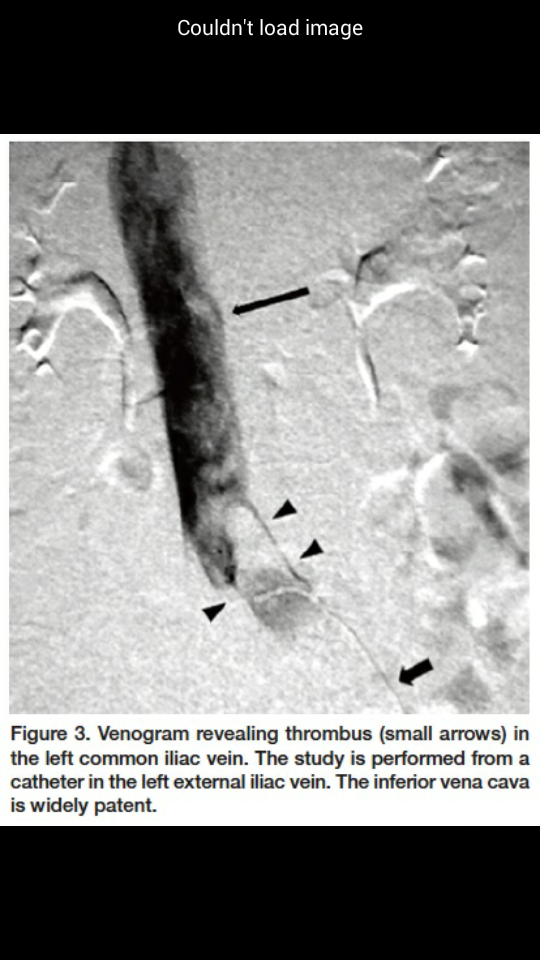 Couldn't load image
Figure 3. Venogram revealing thrombus (small arrows) in
the left common iliac vein. The study is performed from a
catheter in the left external iliac vein. The inferior vena cava
is widely patent.